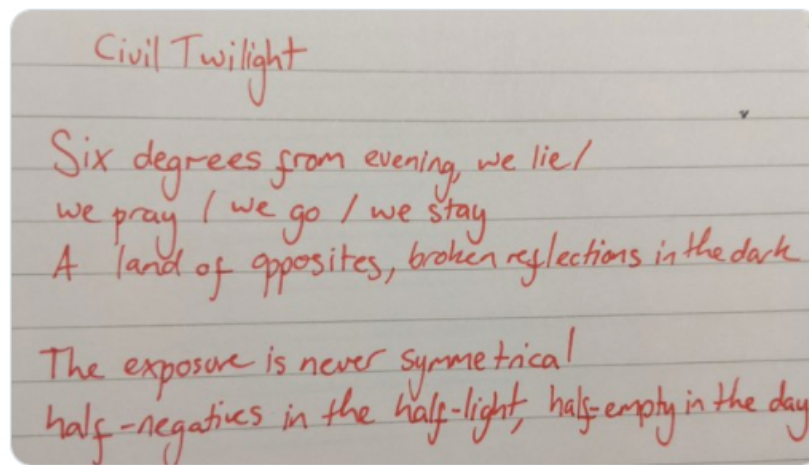 Civil Twilight
Six degrees from evening, we lie/
we pray / we go / we stay
A land of opposites, broken reflections in the dark
The exposure is never symmetrical
half-negatives in the half-light, half-empty in the day